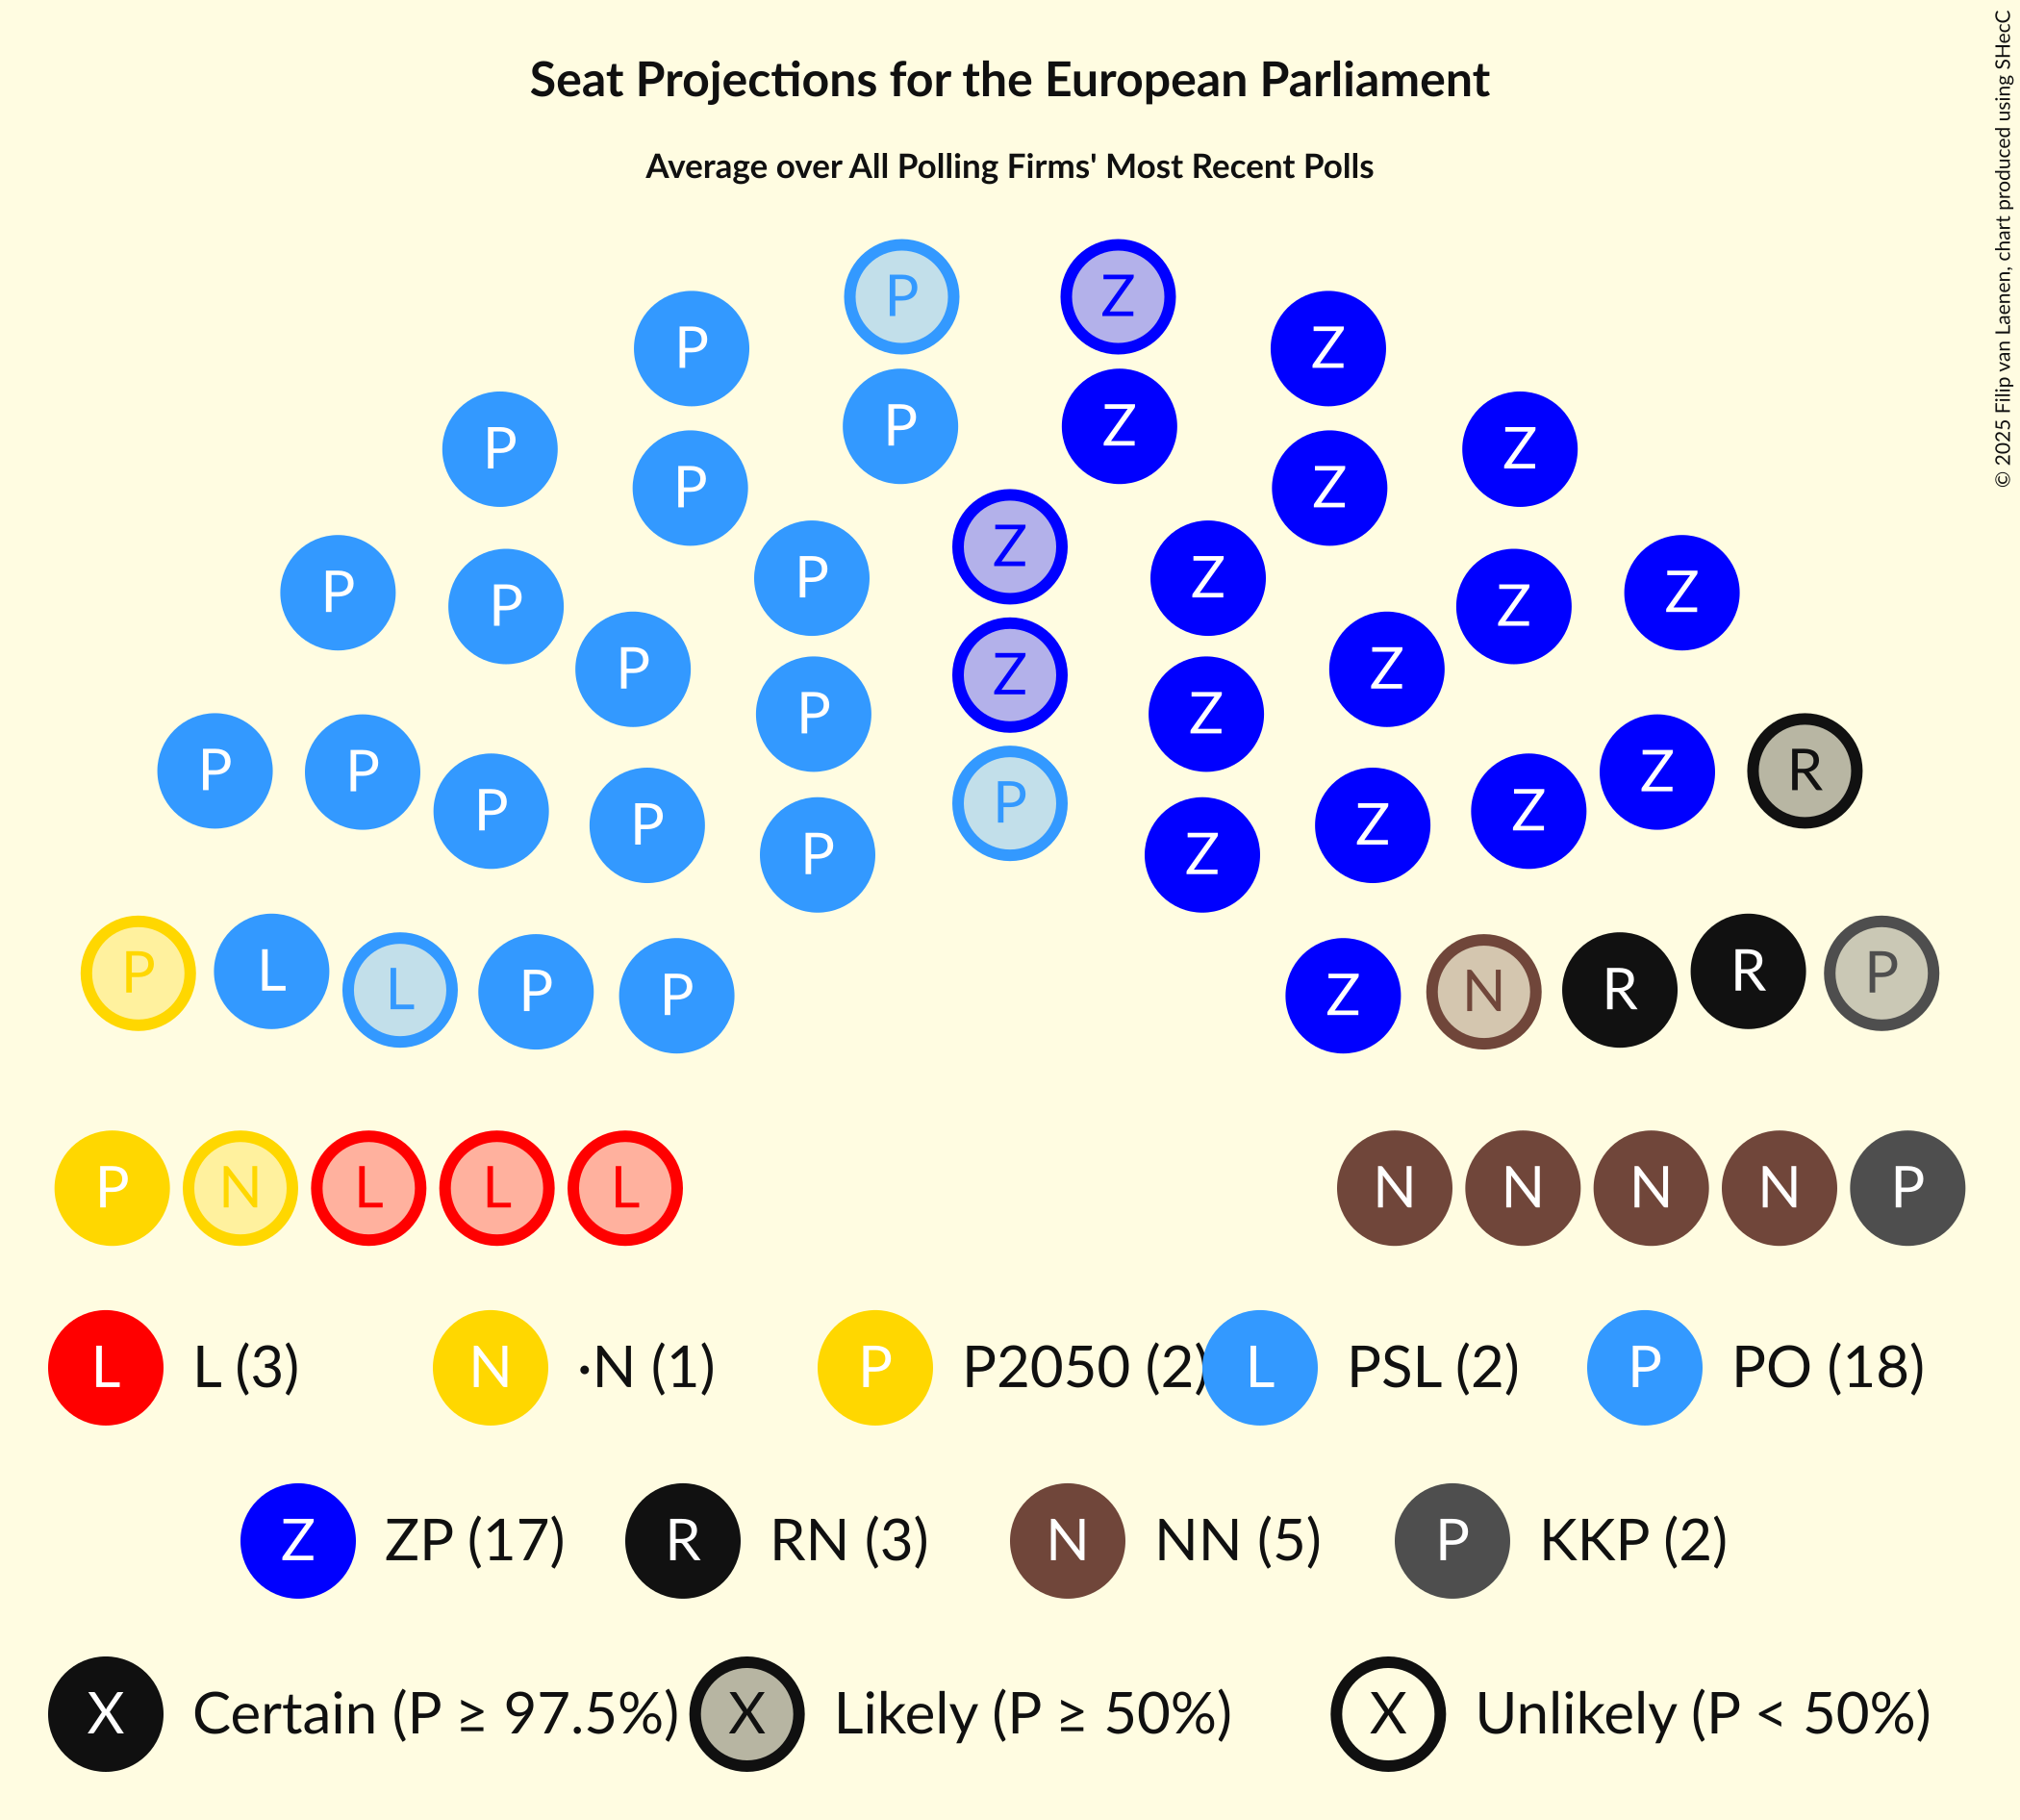 Seat Projections for the European Parliament
Average over All Polling Firms' Most Recent Polls
© 2025 Filip van Laenen, chart produced using SHecC
P Z
P Z
P Z
P Z
P Z
Z
P Z
P Z
P Z
P Z
Z
P Z
P R
P Z
P
P Z
P Z
P Z
P L R P
L N R
P P Z
P N L L L N N N N P
L L (3) N ·N (1) P P2050 (2) L PSL (2) P PO (18)
Z ZP (17) R RN (3) N NN (5) P KKP (2)
X Certain (P ≥ 97.5%) X Likely (P ≥ 50%) X Unlikely (P < 50%)